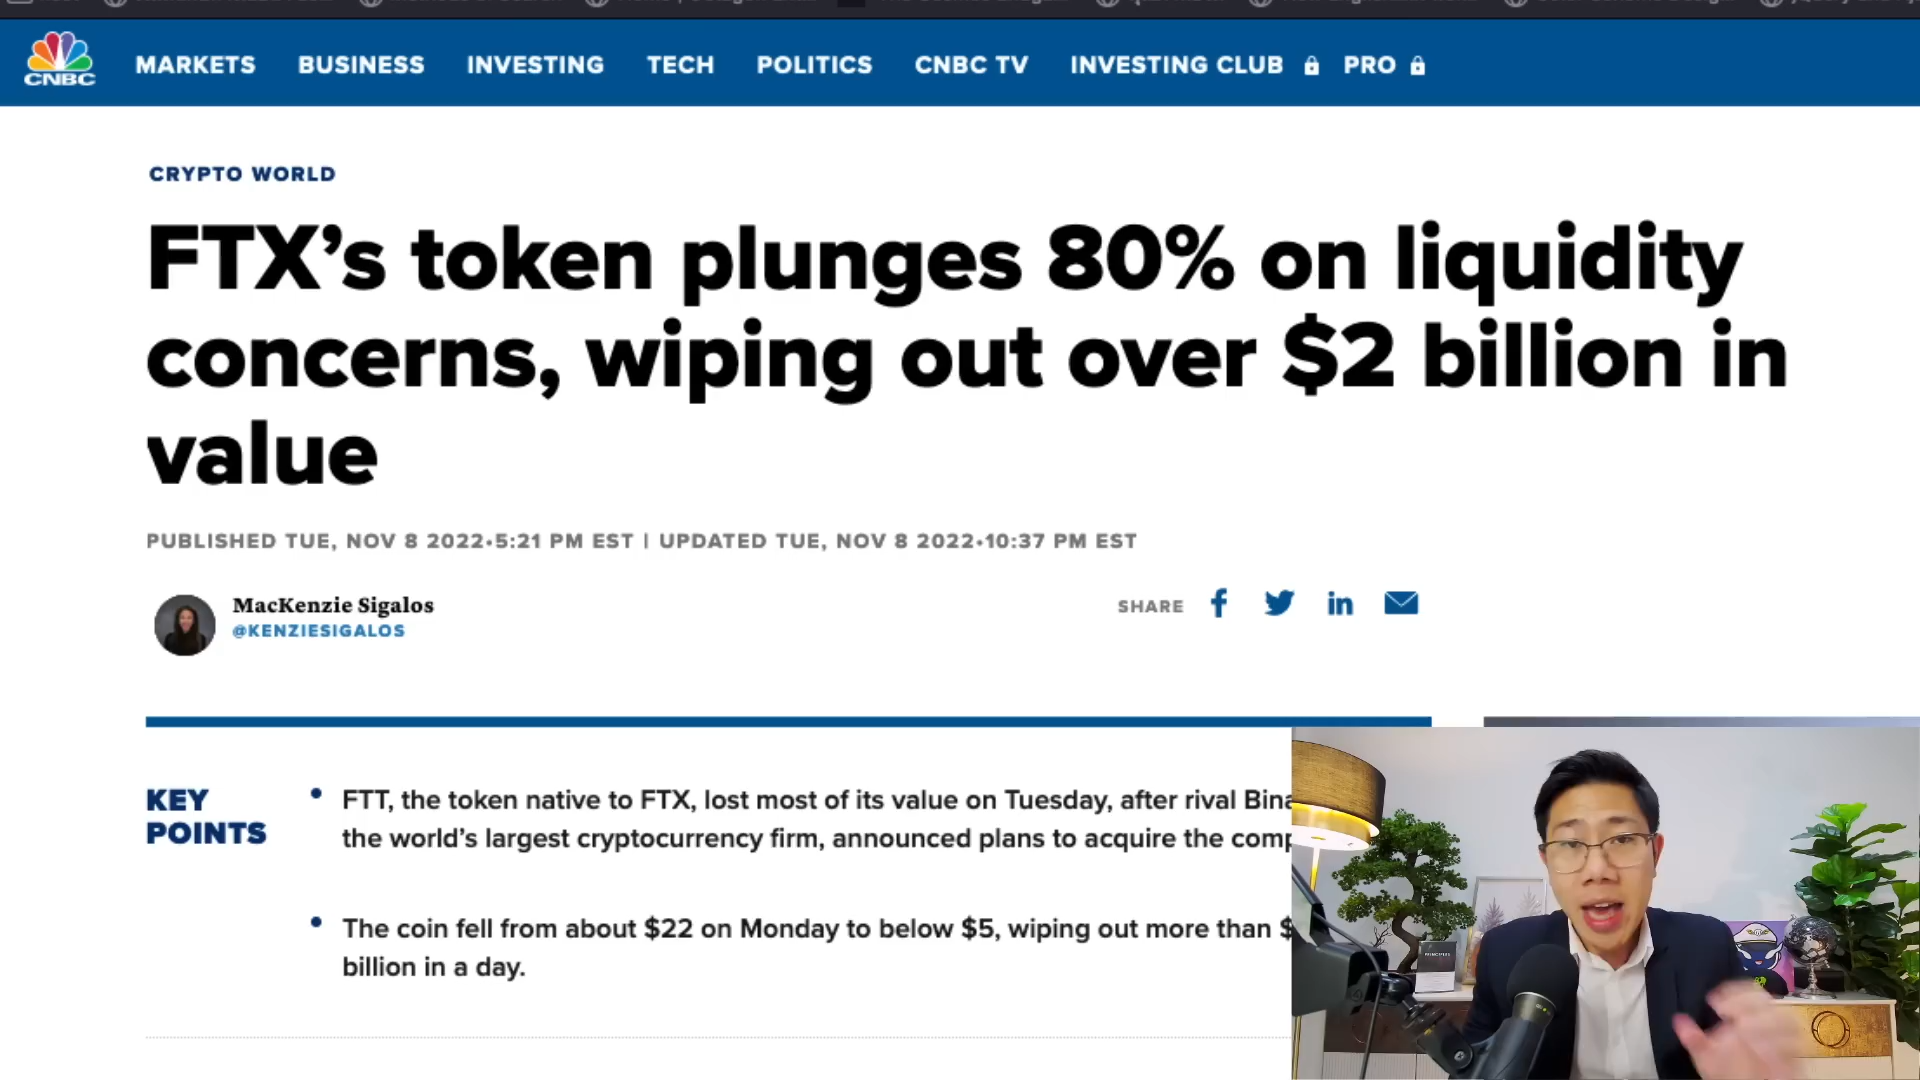 CNBC
MARKETS BUSINESS INVESTING TECH POLITICS CNBC TV INVESTING CLUB PRO
CRYPTO WORLD
FTX’s token plunges 80% on liquidity
concerns, wiping out over $2 billion in
value
PUBLISHED TUE, NOV 8 2022•5:21 PM EST | UPDATED TUE, NOV 8 2022•10:37 PM EST
MacKenzie Sigalos
@KENZIESIGALOS
SHARE
KEY
POINTS
FTT, the token native to FTX, lost most of its value on Tuesday, after rival Bina
the world’s largest cryptocurrency firm, announced plans to acquire the comp
The coin fell from about $22 on Monday to below $5, wiping out more than $
billion in a day.
PRINCIPLES